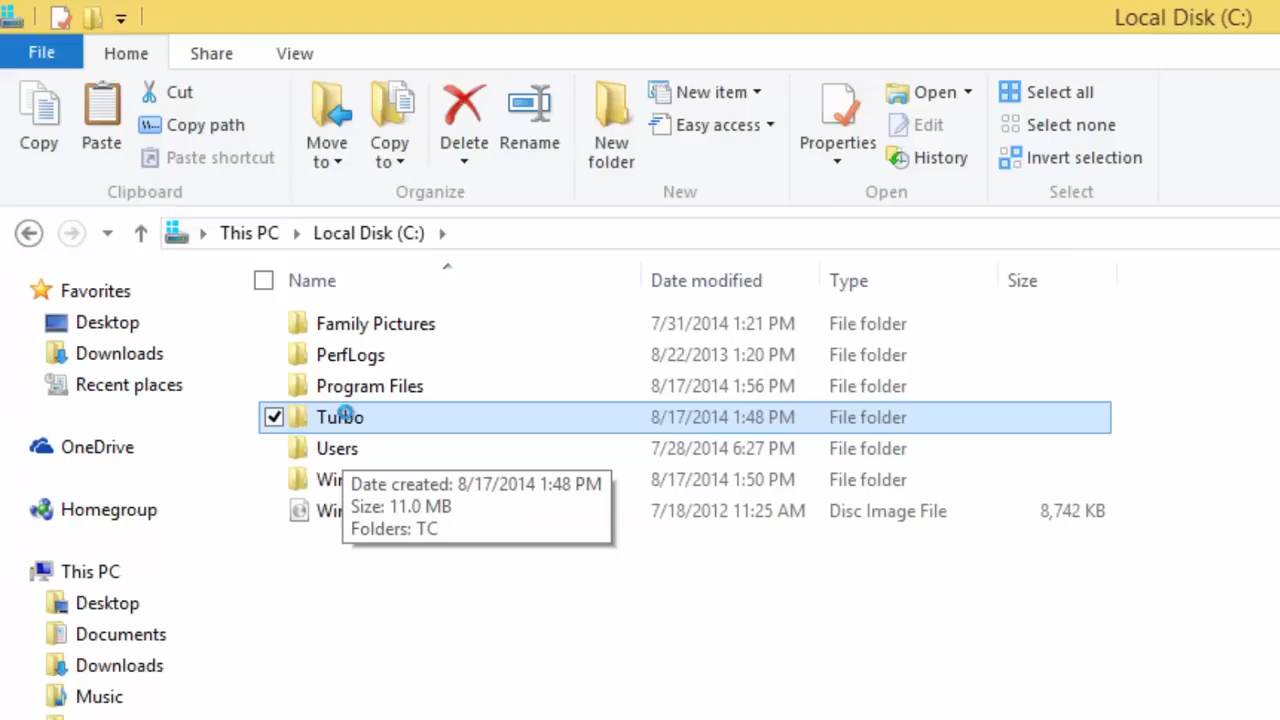 Local Disk (C:)
File Home Share View
Copy Paste Cut Copy path Paste shortcut
Clipboard
Move to Copy to Delete Rename
Organize
New folder New item Easy access
New
Properties Open Edit History
Open
Select all Select none Invert selection
Select
This PC Local Disk (C:)
Favorites
Desktop
Downloads
Recent places
OneDrive
Homegroup
This PC
Desktop
Documents
Downloads
Music
Name Date modified Type Size
Family Pictures 7/31/2014 1:21 PM File folder
PerfLogs 8/22/2013 1:20 PM File folder
Program Files 8/17/2014 1:56 PM File folder
Turbo 8/17/2014 1:48 PM File folder
Users 7/28/2014 6:27 PM File folder
8/17/2014 1:50 PM File folder
7/18/2012 11:25 AM Disc Image File 8,742 KB
Date created: 8/17/2014 1:48 PM
Size: 11.0 MB
Folders: TC